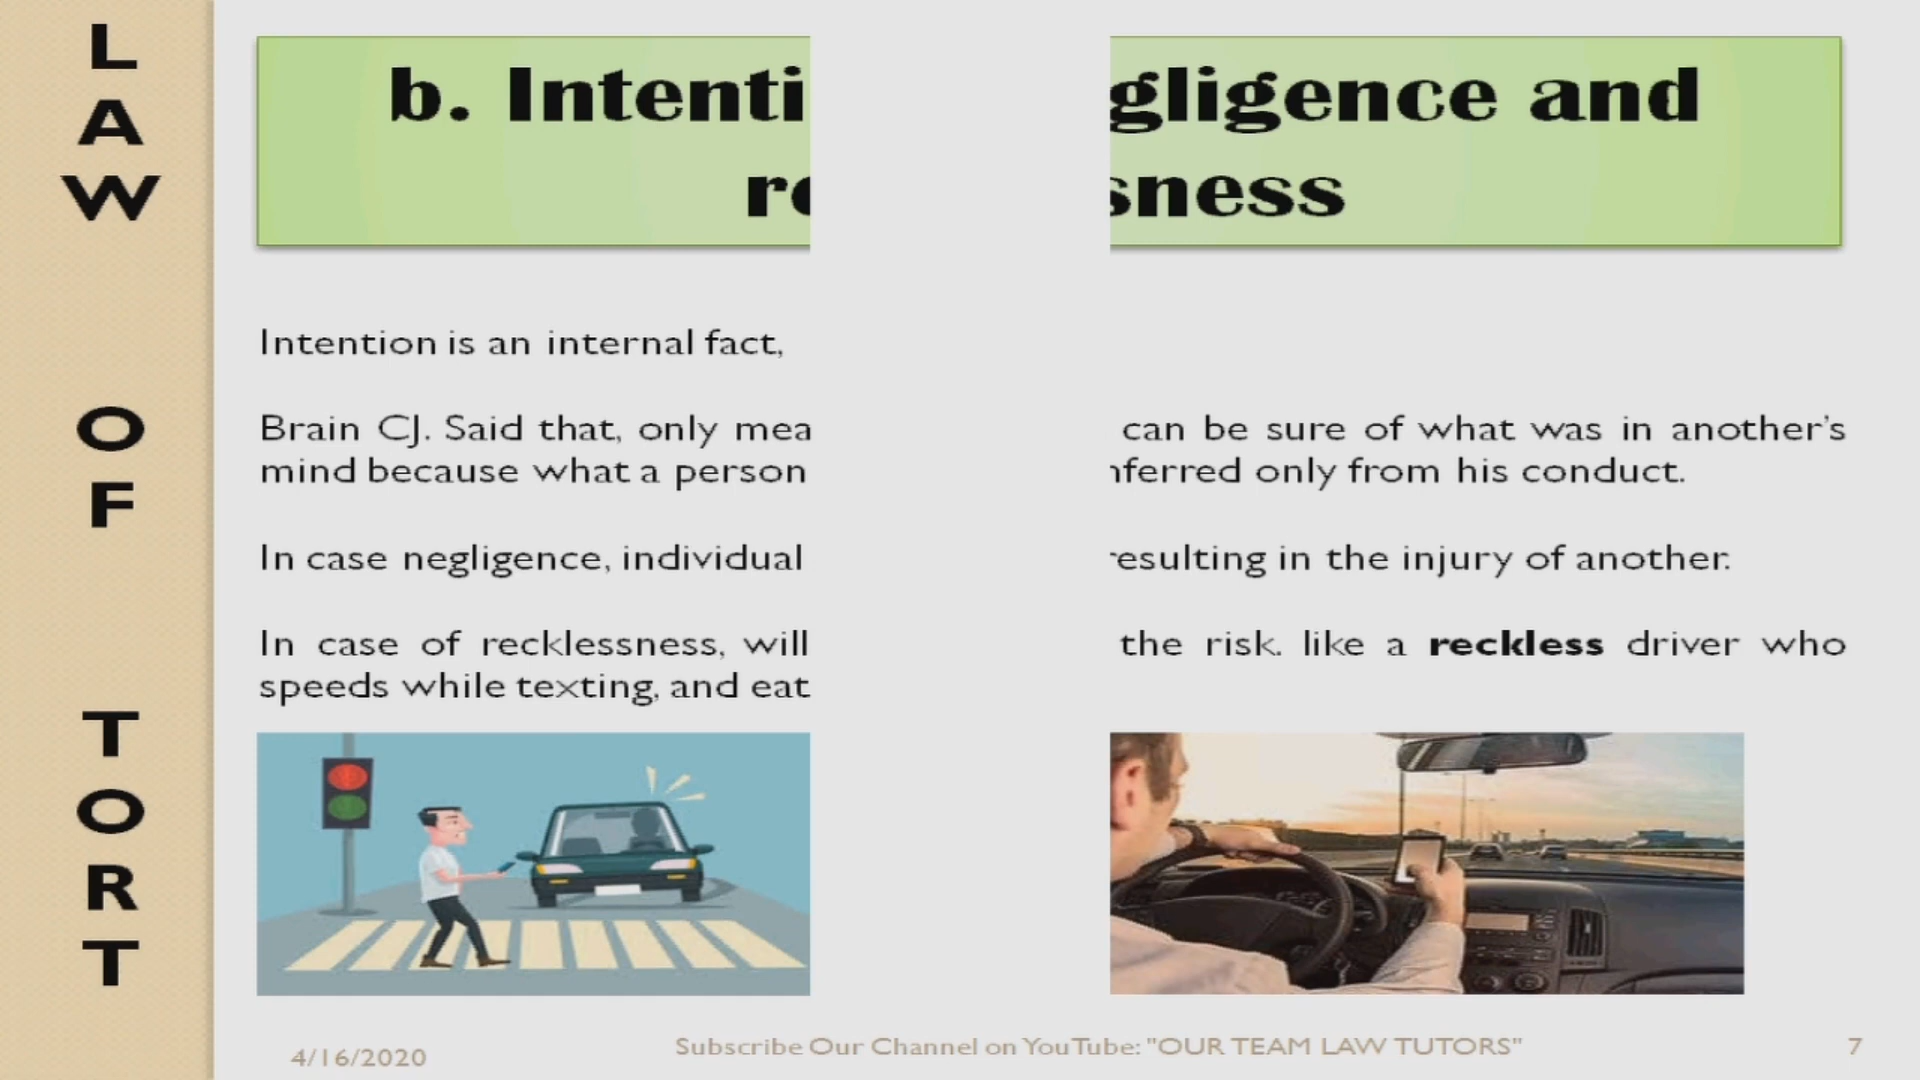 LAW OF TORT
b. Intenti gligence and
sness
Intention is an internal fact,
Brain CJ. Said that, only can be sure of what was in another's
mind because what a person only from his conduct.
In case negligence, individual in the injury of another.
In case of recklessness, will the risk. like a reckless driver who
speeds while texting, and eat
4/16/2020
Subscribe Our Channel on YouTube: "OUR TEAM LAW TUTORS"
7